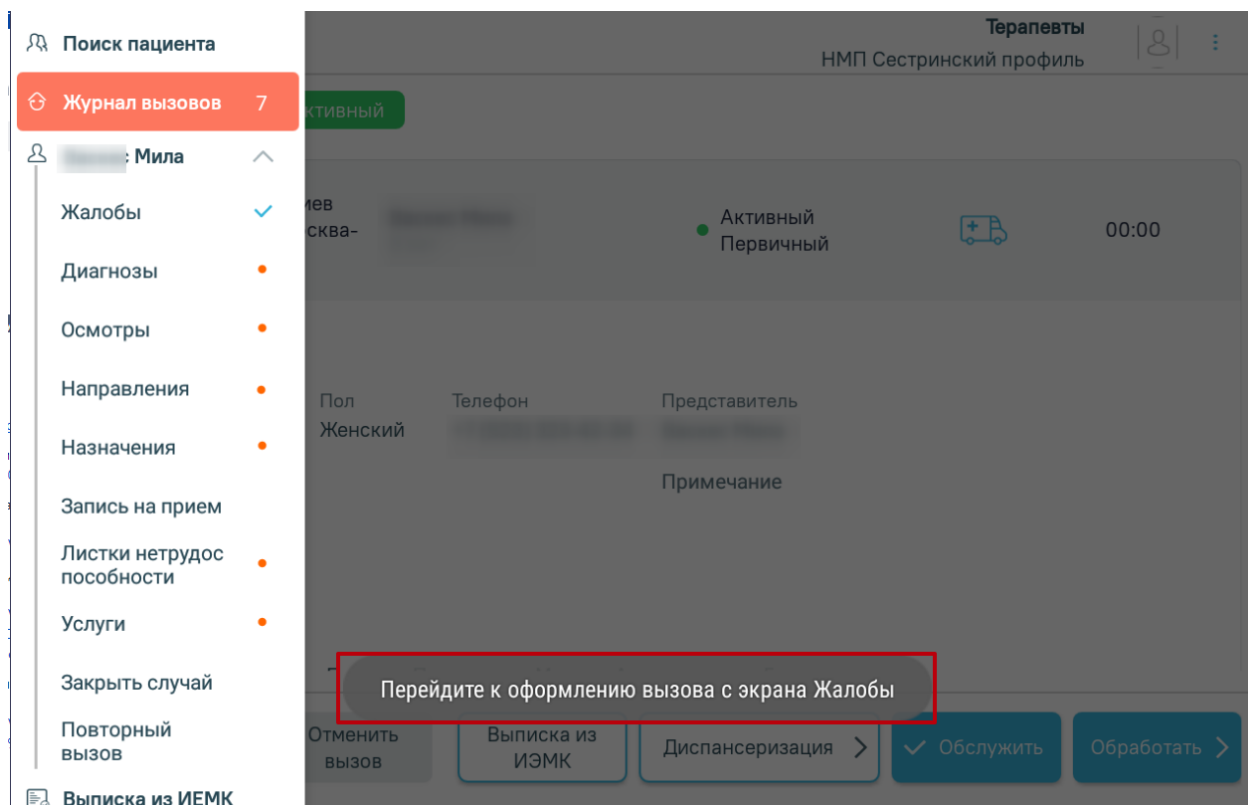 Поиск пациента
Терапевты
НМП Сестринский профиль
Журнал вызовов 7
ктивный
Мила
Жалобы
иев
сква-
Активный
Первичный
00:00
Диагнозы
Осмотры
Направления
Пол
Телефон
Представитель
Женский
Назначения
Примечание
Запись на прием
Листки нетрудос
пособности
Услуги
Закрыть случай
Перейдите к оформлению вызова с экрана Жалобы
Повторный
вызов
Отменить
вызов
Выписка из
ИЭМК
Диспансеризация
Обслужить
Обработать
Выписка из ИЕМК